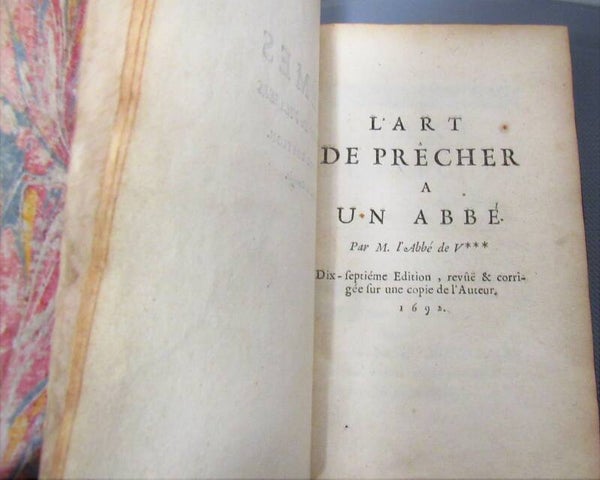 L'ART
DE PRÊCHER
A
UN ABBÉ.
Par M. l'Abbé de V***
Dix-ſeptiéme Edition, revûë & corri-
gée ſur une copie de l'Auteur.
1692.